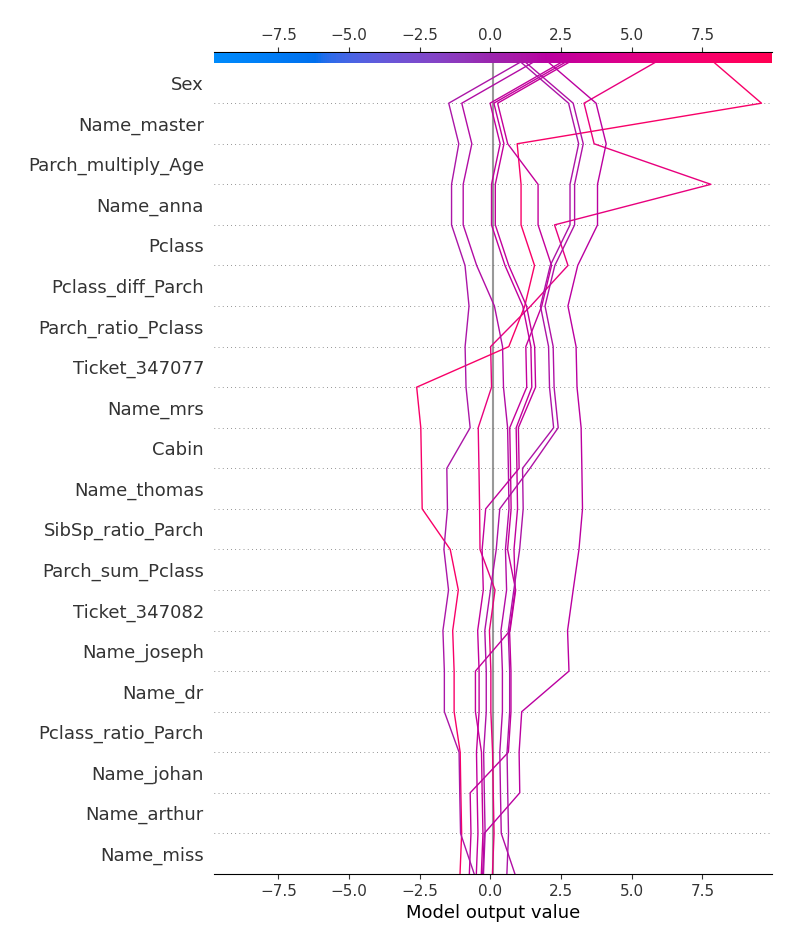 −7.5 −5.0 −2.5 0.0 2.5 5.0 7.5
Sex
Name_master
Parch_multiply_Age
Name_anna
Pclass
Pclass_diff_Parch
Parch_ratio_Pclass
Ticket_347077
Name_mrs
Cabin
Name_thomas
SibSp_ratio_Parch
Parch_sum_Pclass
Ticket_347082
Name_joseph
Name_dr
Pclass_ratio_Parch
Name_johan
Name_arthur
Name_miss
−7.5 −5.0 −2.5 0.0 2.5 5.0 7.5
Model output value